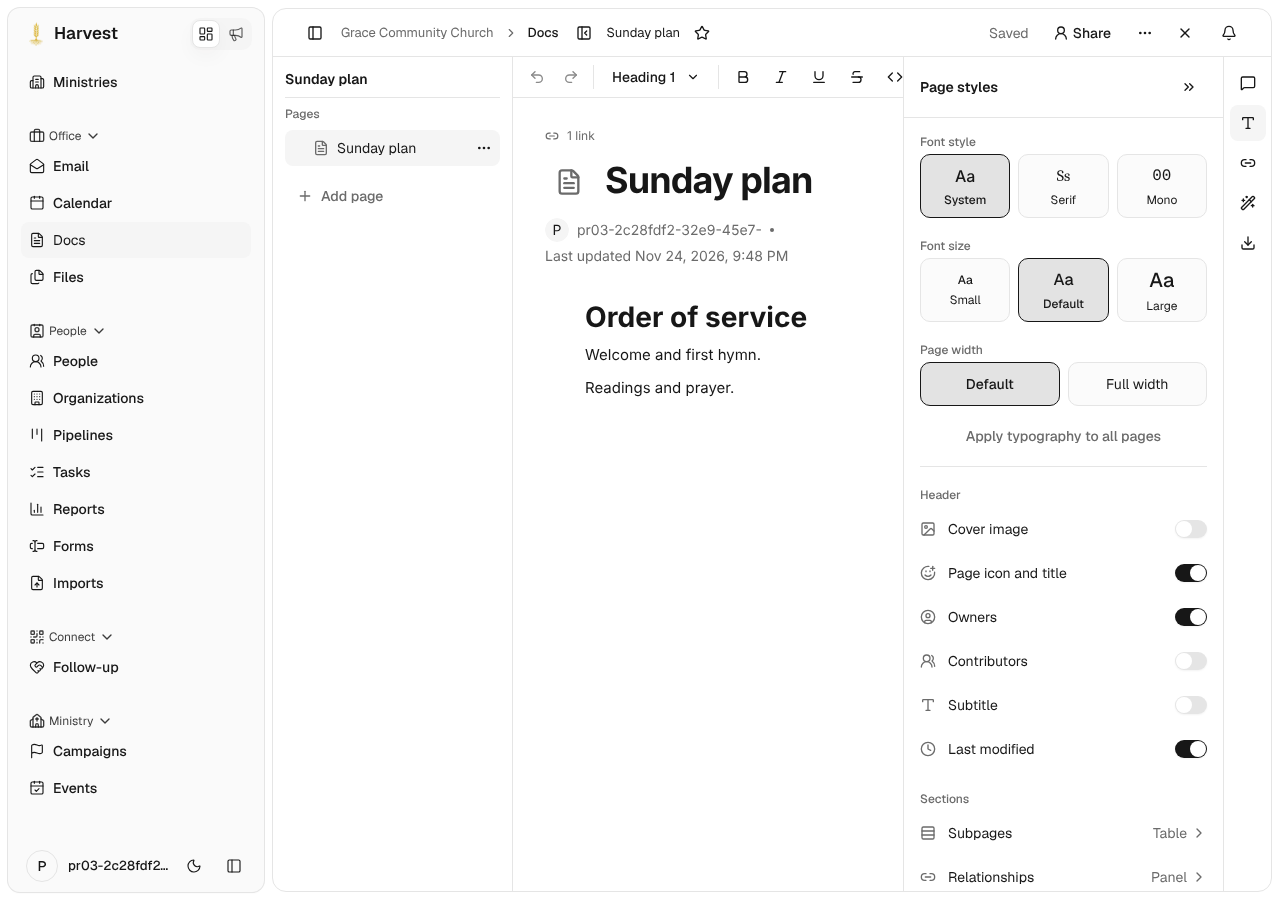 Harvest
Ministries
Office
Email
Calendar
Docs
Files
People
People
Organizations
Pipelines
Tasks
Reports
Forms
Imports
Connect
Follow-up
Ministry
Campaigns
Events
P pr03-2c28fdf2...
Grace Community Church > Docs Sunday plan
Saved Share
Sunday plan
Pages
Sunday plan
Add page
Heading 1 B I U S <>
1 link
Sunday plan
P pr03-2c28fdf2-32e9-45e7- •
Last updated Nov 24, 2026, 9:48 PM
Order of service
Welcome and first hymn.
Readings and prayer.
Page styles
Font style
Aa Ss 00
System Serif Mono
Font size
Aa Aa Aa
Small Default Large
Page width
Default Full width
Apply typography to all pages
Header
Cover image
Page icon and title
Owners
Contributors
Subtitle
Last modified
Sections
Subpages Table
Relationships Panel